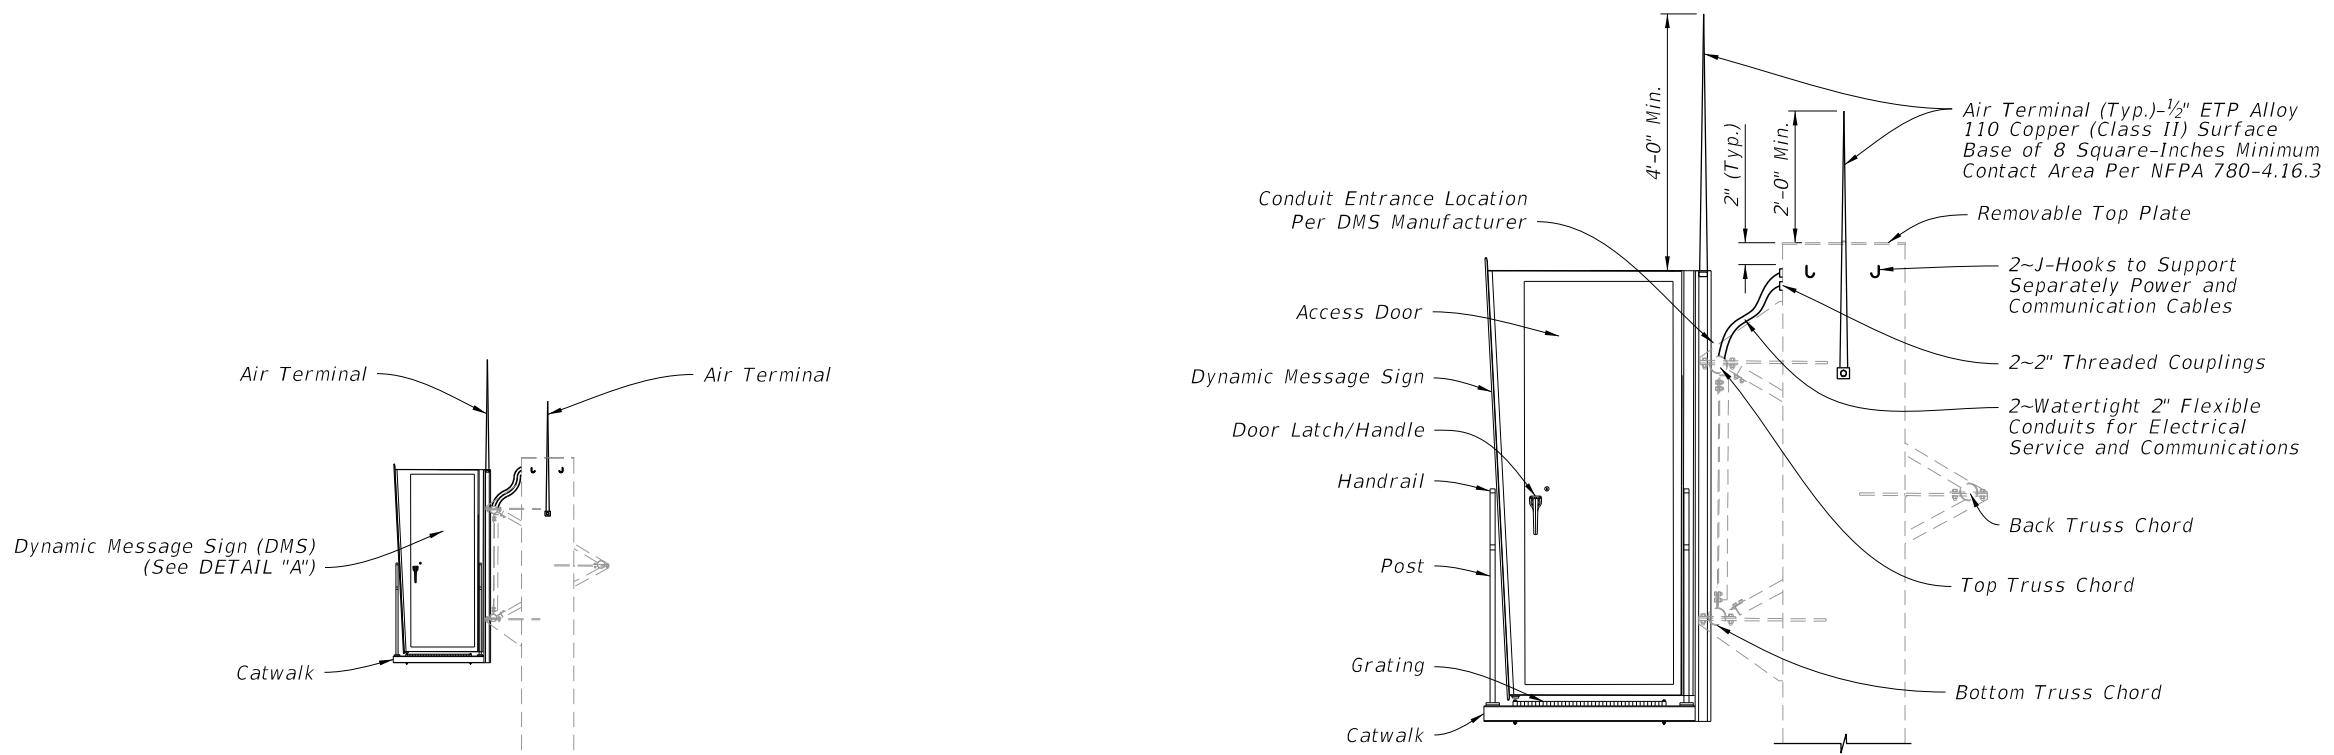 Air Terminal
Air Terminal
Dynamic Message Sign (DMS)
(See DETAIL "A")
Catwalk
4'-0" Min.
2" (Typ.)
2'-0" Min.
Conduit Entrance Location
Per DMS Manufacturer
Access Door
Dynamic Message Sign
Door Latch/Handle
Handrail
Post
Grating
Catwalk
Air Terminal (Typ.)-½" ETP Alloy
110 Copper (Class II) Surface
Base of 8 Square-Inches Minimum
Contact Area Per NFPA 780-4.16.3
Removable Top Plate
2~J-Hooks to Support
Separately Power and
Communication Cables
2~2" Threaded Couplings
2~Watertight 2" Flexible
Conduits for Electrical
Service and Communications
Back Truss Chord
Top Truss Chord
Bottom Truss Chord